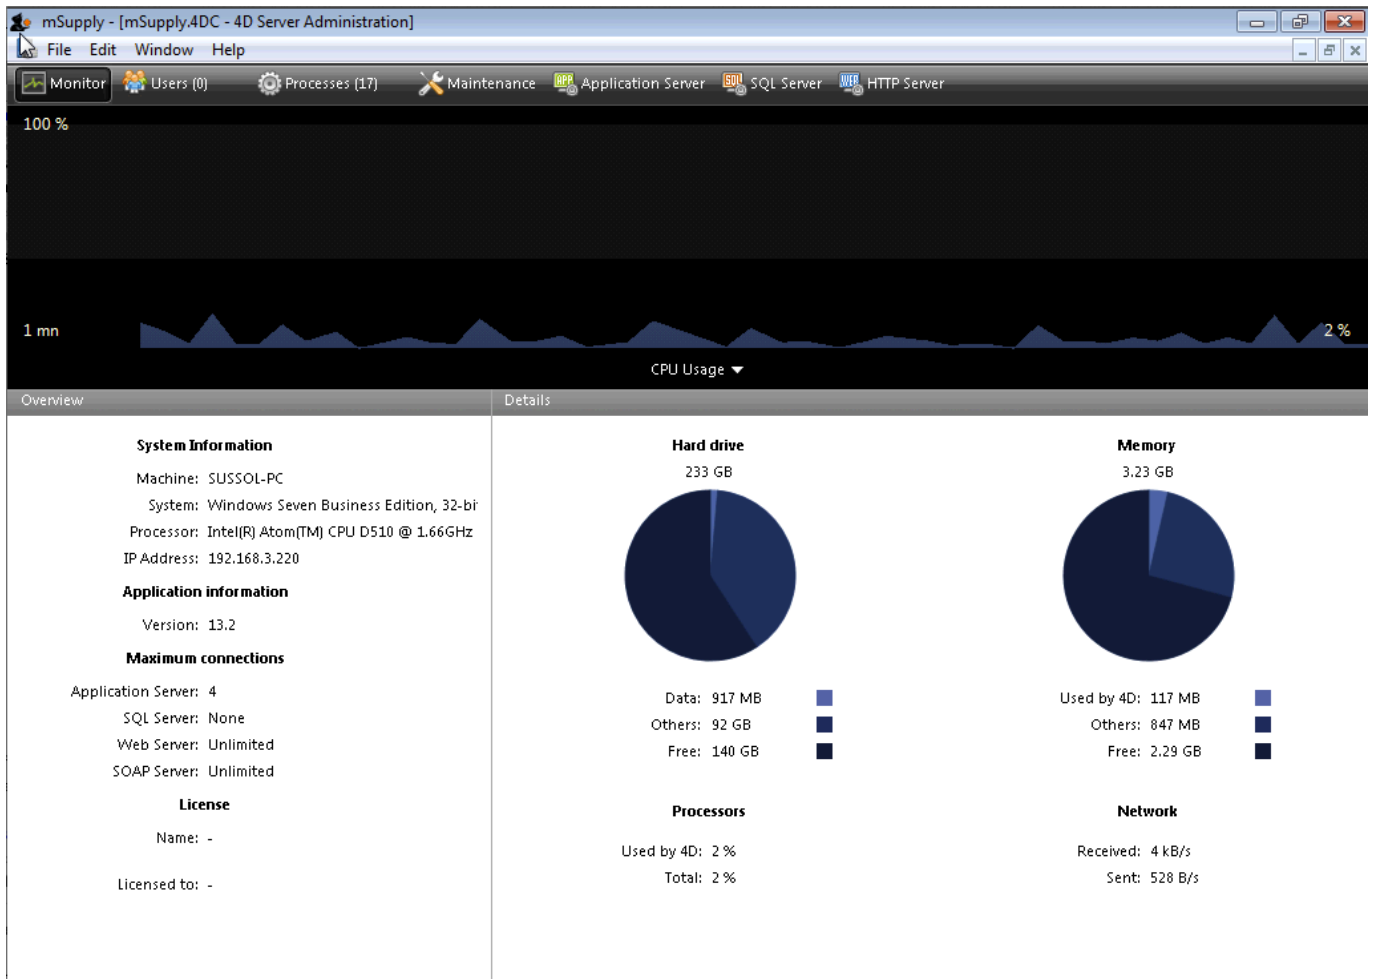 mSupply - [mSupply.4DC - 4D Server Administration]
File Edit Window Help
Monitor Users (0) Processes (17) Maintenance Application Server SQL Server HTTP Server
100 %
1 mn 2 %
CPU Usage
Overview
System Information
Machine: SUSSOL-PC
System: Windows Seven Business Edition, 32-bi
Processor: Intel(R) Atom(TM) CPU D510 @ 1.66GHz
IP Address: 192.168.3.220
Application information
Version: 13.2
Maximum connections
Application Server: 4
SQL Server: None
Web Server: Unlimited
SOAP Server: Unlimited
License
Name: -
Licensed to: -
Details
Hard drive
233 GB
Data: 917 MB
Others: 92 GB
Free: 140 GB
Memory
3.23 GB
Used by 4D: 117 MB
Others: 847 MB
Free: 2.29 GB
Processors
Used by 4D: 2 %
Total: 2 %
Network
Received: 4 kB/s
Sent: 528 B/s